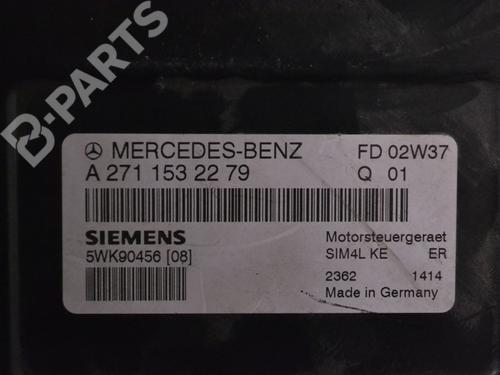 B-PARTS
MERCEDES-BENZ FD 02W37
A 271 153 22 79 Q 01
SIEMENS Motorsteuergeraet
5WK90456 [08] SIM4L KE ER
2362 1414
Made in Germany